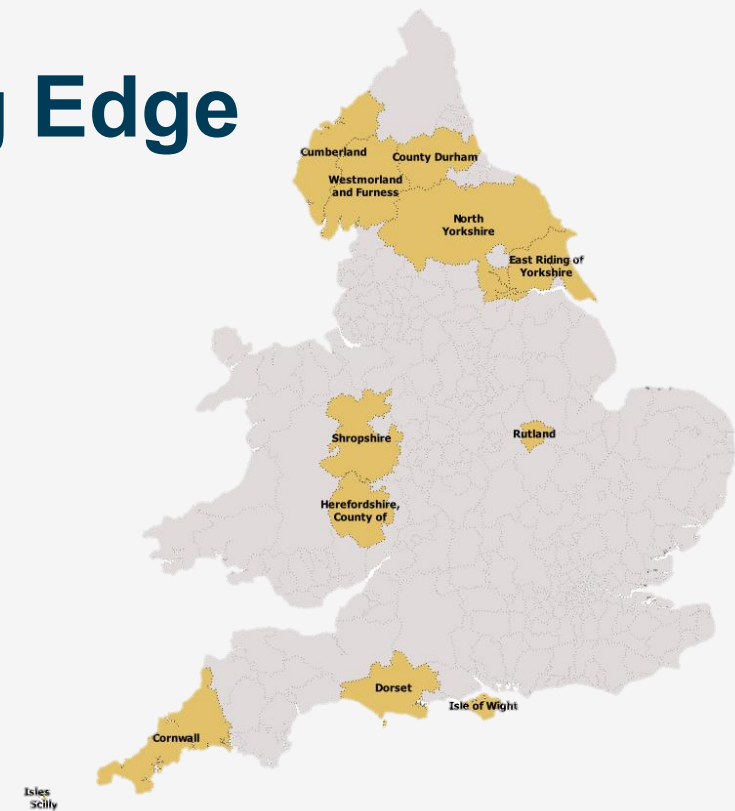 g Edge
Cumberland
County Durham
Westmorland
and Furness
North
Yorkshire
East Riding of
Yorkshire
Shropshire
Rutland
Herefordshire,
County of
Dorset
Isle of Wight
Cornwall
Isles
Scilly